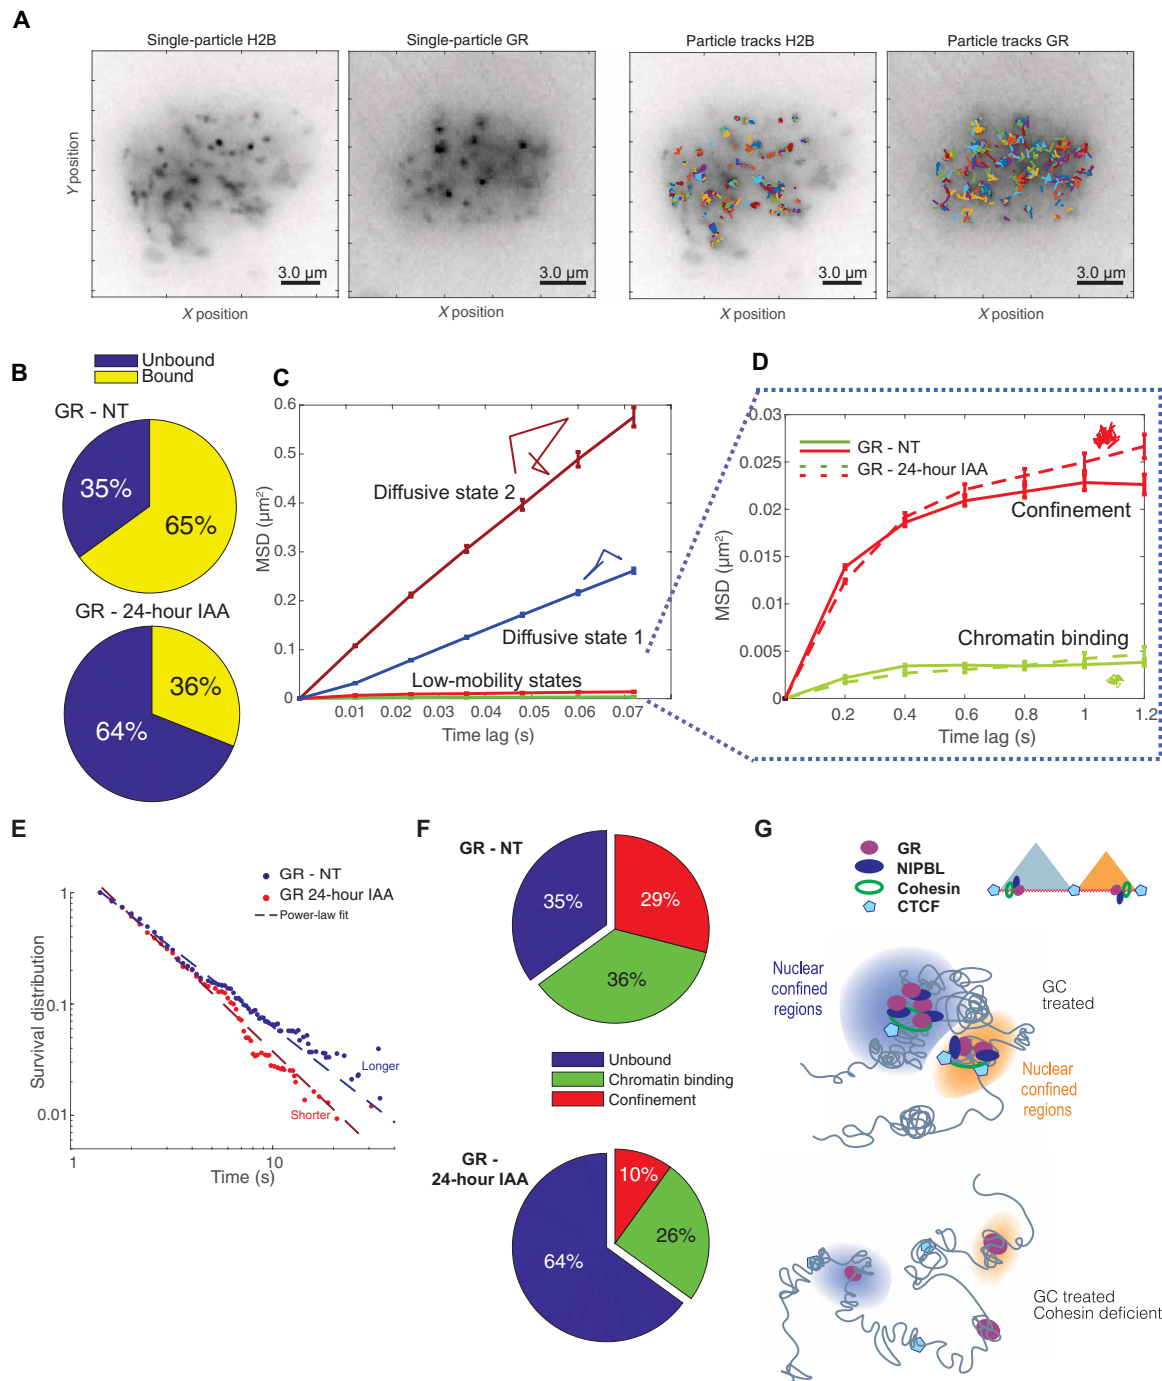 A
Single-particle H2B
Single-particle GR
Particle tracks H2B
Particle tracks GR
Y position
3.0 µm
3.0 µm
3.0 µm
3.0 µm
X position
X position
X position
X position
B
Unbound
Bound
GR - NT
35%
65%
GR - 24-hour IAA
36%
64%
C
0.6
0.5
0.4
0.3
0.2
0.1
0
MSD (µm²)
Diffusive state 2
Diffusive state 1
Low-mobility states
0.01
0.02
0.03
0.04
0.05
0.06
0.07
Time lag (s)
D
0.03
0.025
0.02
0.015
0.01
0.005
0
MSD (µm²)
GR - NT
GR - 24-hour IAA
Confinement
Chromatin binding
0.2
0.4
0.6
0.8
1
1.2
Time lag (s)
E
GR - NT
GR 24-hour IAA
Power-law fit
1
0.1
0.01
Survival distribution
Longer
Shorter
1
10
Time (s)
F
GR - NT
35%
29%
36%
Unbound
Chromatin binding
Confinement
GR -
24-hour IAA
10%
26%
64%
G
GR
NIPBL
Cohesin
CTCF
Nuclear
confined
regions
GC
treated
Nuclear
confined
regions
GC treated
Cohesin deficient